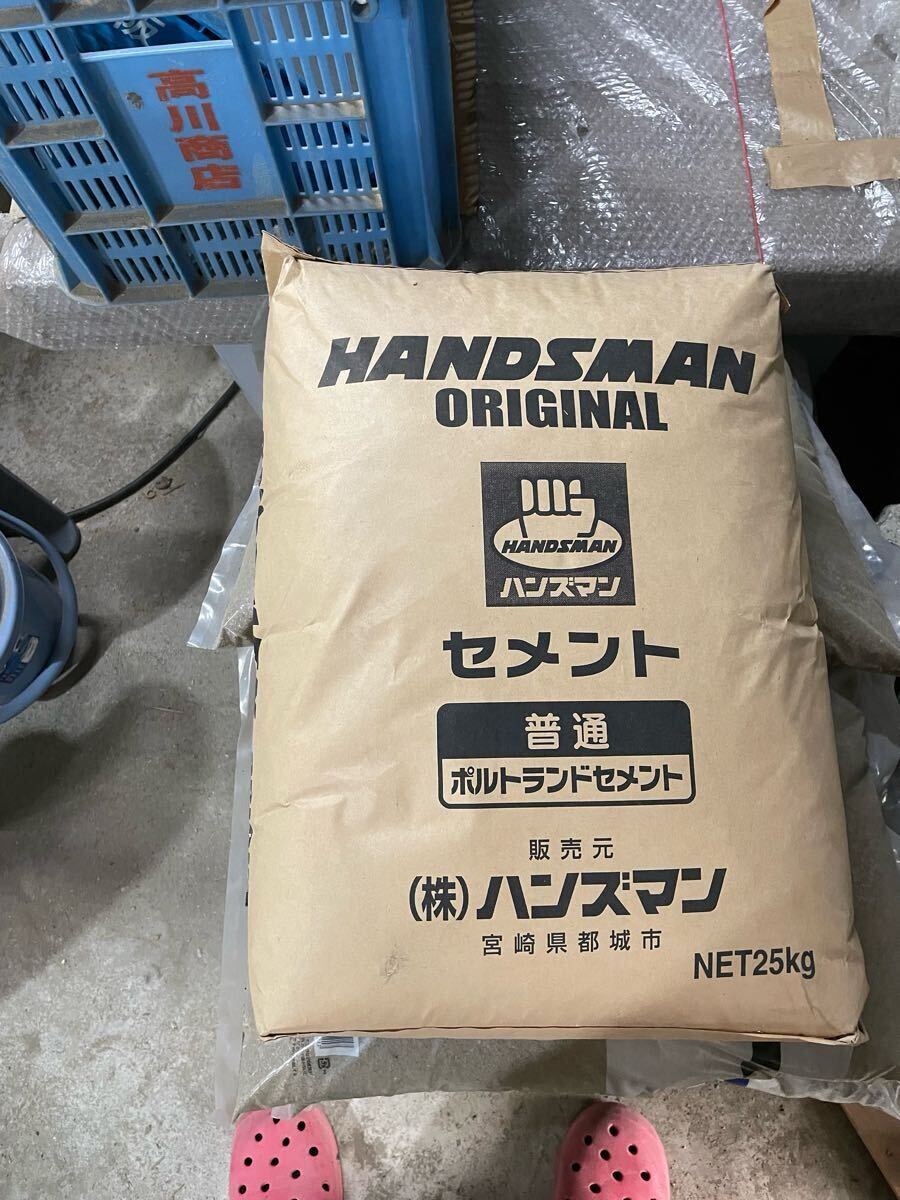 高川商店
HANDSMAN
ORIGINAL
HANDSMAN
ハンズマン
セメント
普通
ポルトランドセメント
販売元
(株)ハンズマン
宮崎県都城市
NET25kg